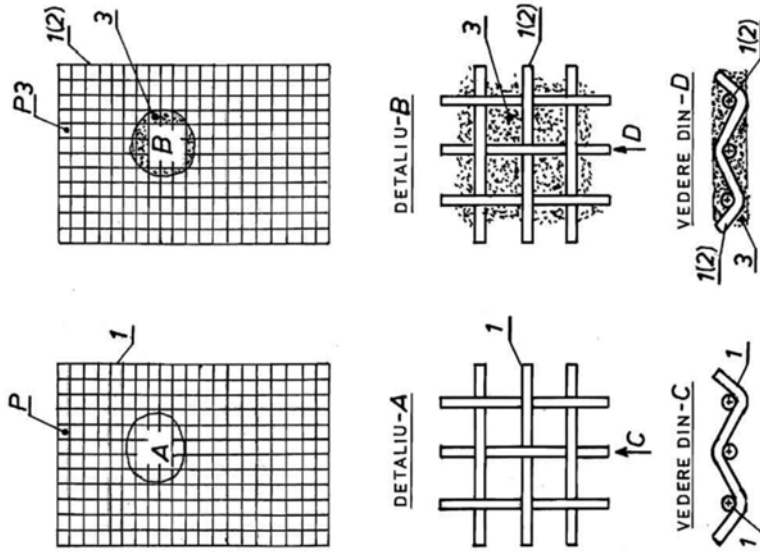 P
1
A
DETALIU-A
1
C
VEDERE DIN-C
1
1
P3
1(2)
3
B
DETALIU-B
3
1(2)
D
VEDERE DIN-D
1(2)
1(2)
3